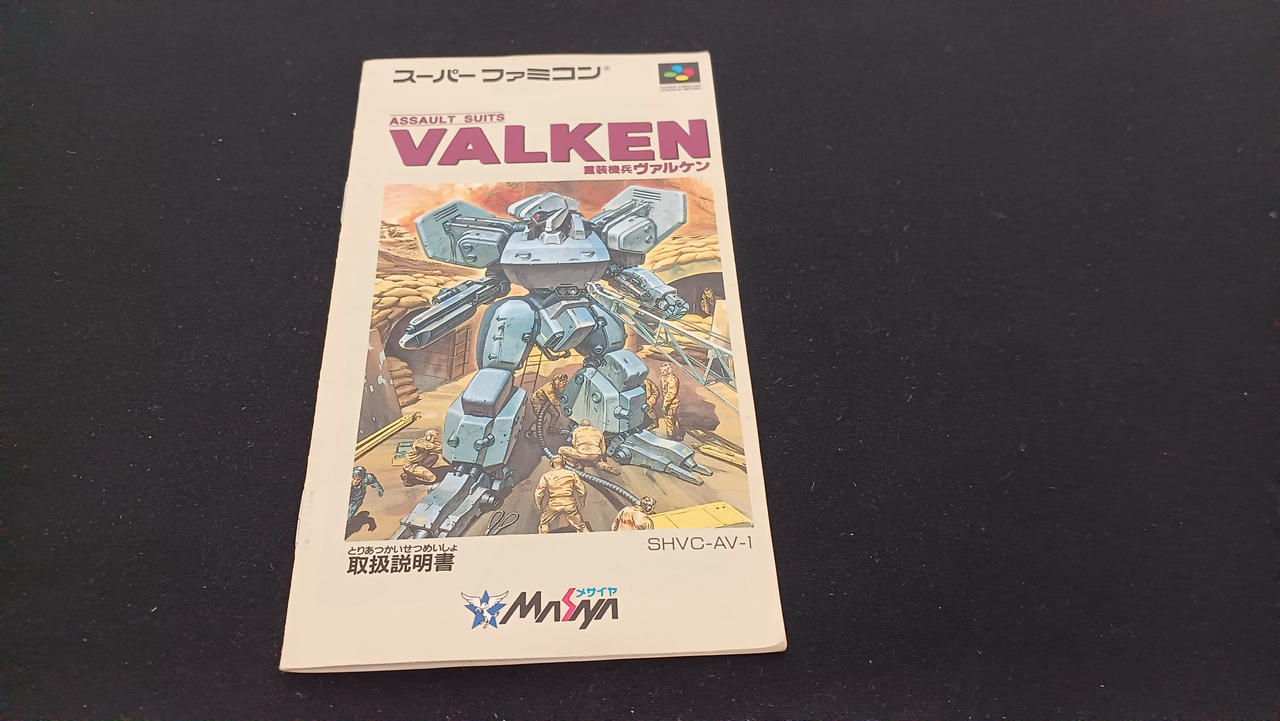 スーパーファミコン®
ASSAULT SUITS
VALKEN
重装機兵ヴァルケン
SHVC-AV-1
とりあつかいせつめいしょ
取扱説明書
メサイヤ
MASAYA